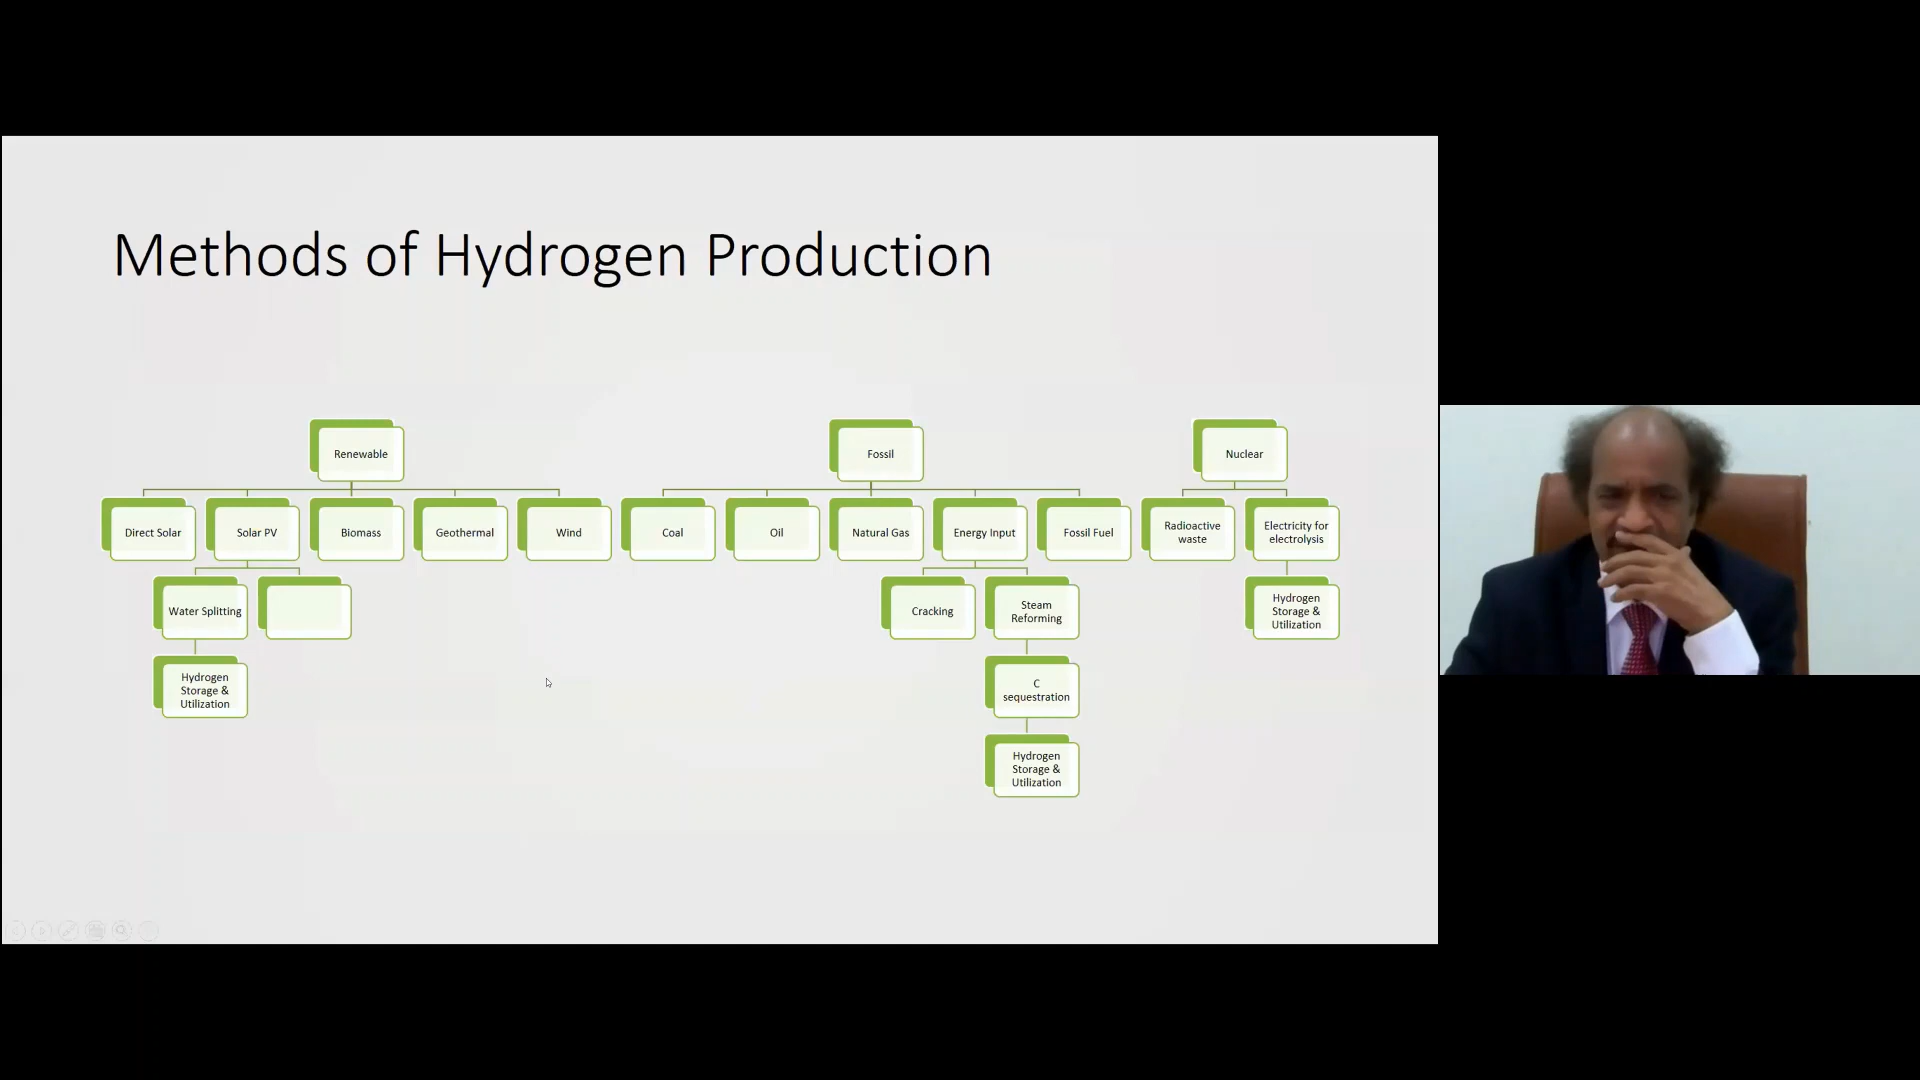 Methods of Hydrogen Production
Renewable
Fossil
Nuclear
Direct Solar
Solar PV
Biomass
Geothermal
Wind
Coal
Oil
Natural Gas
Energy Input
Fossil Fuel
Radioactive
waste
Electricity for
electrolysis
Water Splitting
Cracking
Steam
Reforming
Hydrogen
Storage &
Utilization
Hydrogen
Storage &
Utilization
C
sequestration
Hydrogen
Storage &
Utilization